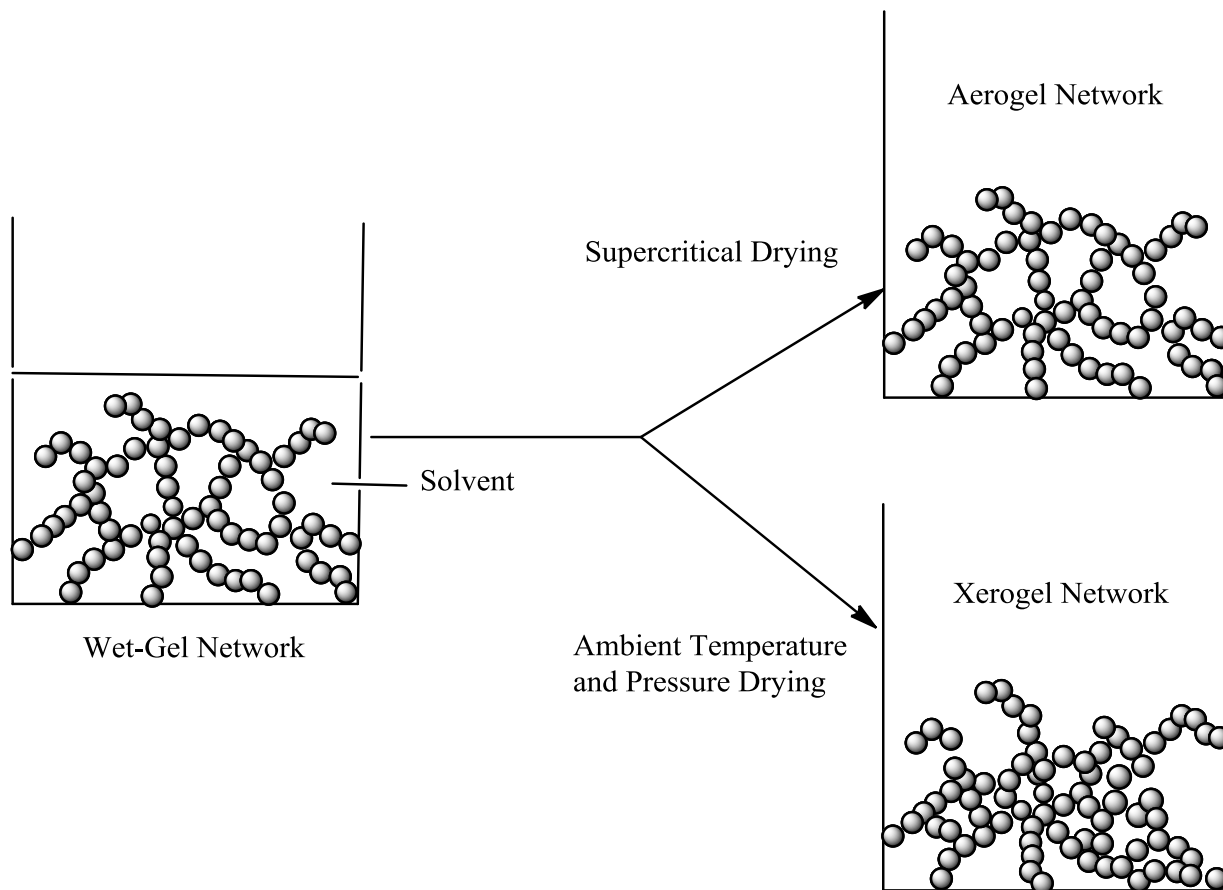 Aerogel Network
Supercritical Drying
Solvent
Wet-Gel Network
Ambient Temperature
and Pressure Drying
Xerogel Network